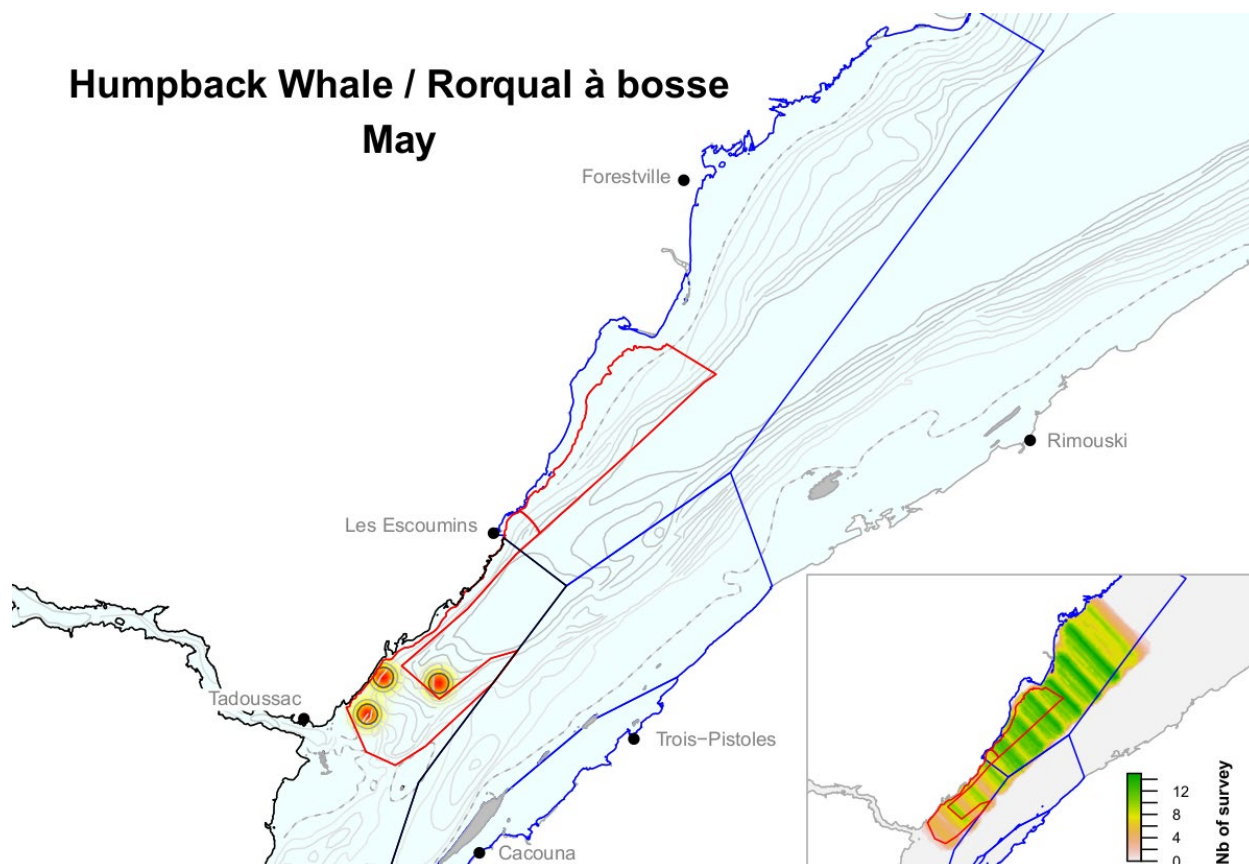 Humpback Whale / Rorqual à bosse
May
Forestville
Rimouski
Les Escoumins
Tadoussac
Trois−Pistoles
Cacouna
12
8
4
0
Nb of survey